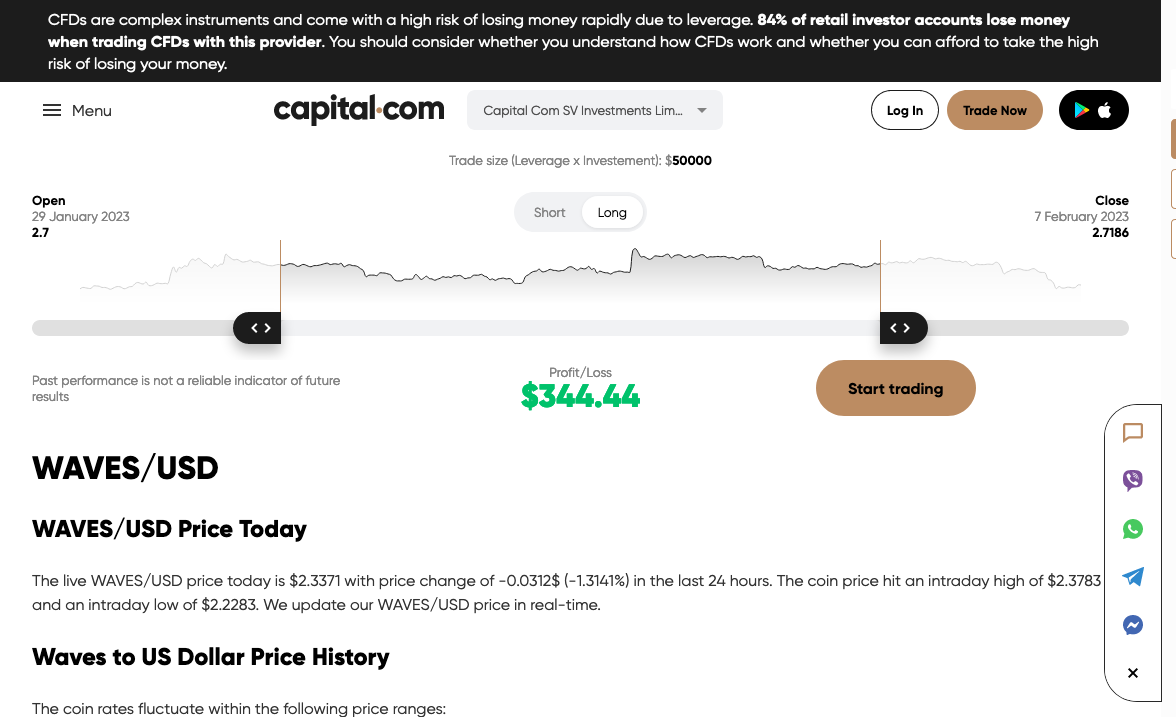 CFDs are complex instruments and come with a high risk of losing money rapidly due to leverage. 84% of retail investor accounts lose money
when trading CFDs with this provider. You should consider whether you understand how CFDs work and whether you can afford to take the high
risk of losing your money.
Menu
capital.com
Capital Com SV Investments Lim...
Log In
Trade Now
Trade size (Leverage x Investement): $50000
Open
29 January 2023
2.7
Short
Long
Close
7 February 2023
2.7186
Past performance is not a reliable indicator of future
results
Profit/Loss
$344.44
Start trading
WAVES/USD
WAVES/USD Price Today
The live WAVES/USD price today is $2.3371 with price change of -0.0312$ (-1.3141%) in the last 24 hours. The coin price hit an intraday high of $2.3783
and an intraday low of $2.2283. We update our WAVES/USD price in real-time.
Waves to US Dollar Price History
The coin rates fluctuate within the following price ranges: